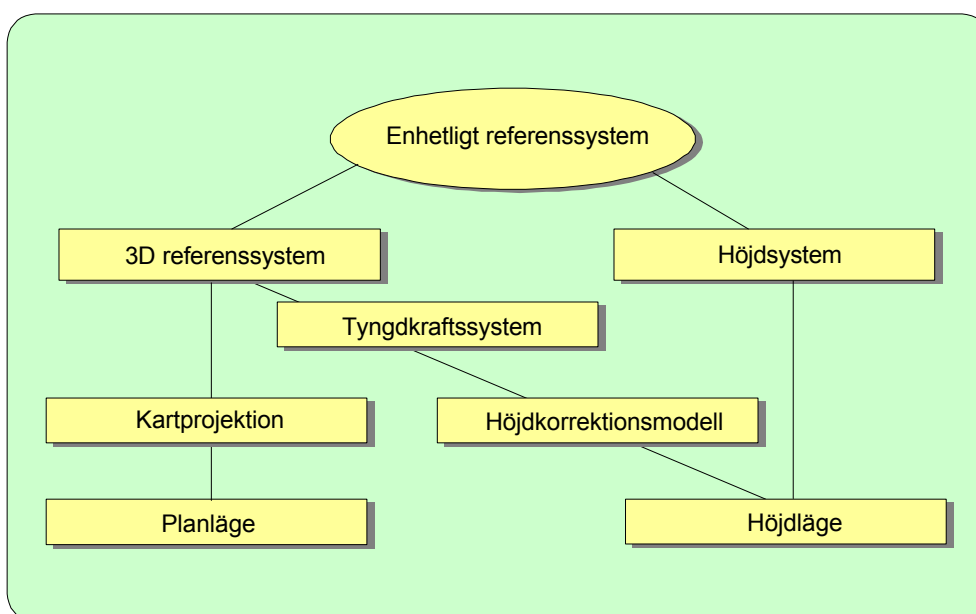 Enhetligt referenssystem
3D referenssystem
Höjdsystem
Tyngdkraftssystem
Kartprojektion
Höjdkorrektionsmodell
Planläge
Höjdläge